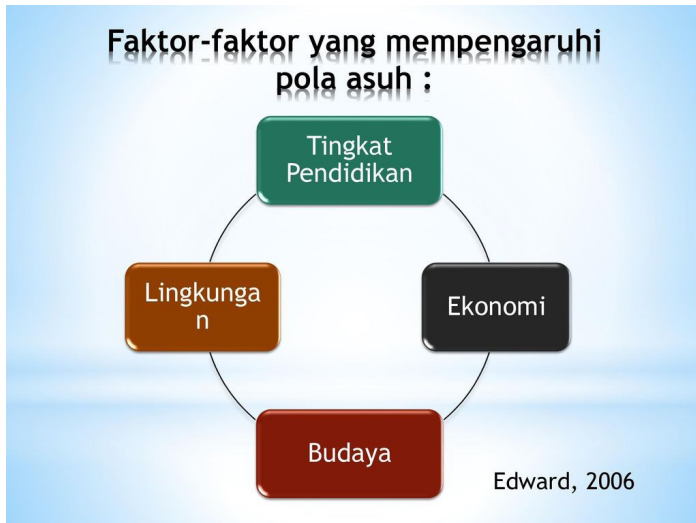 Faktor-faktor yang mempengaruhi
pola asuh :
Tingkat
Pendidikan
Lingkunga
n
Ekonomi
Budaya
Edward, 2006